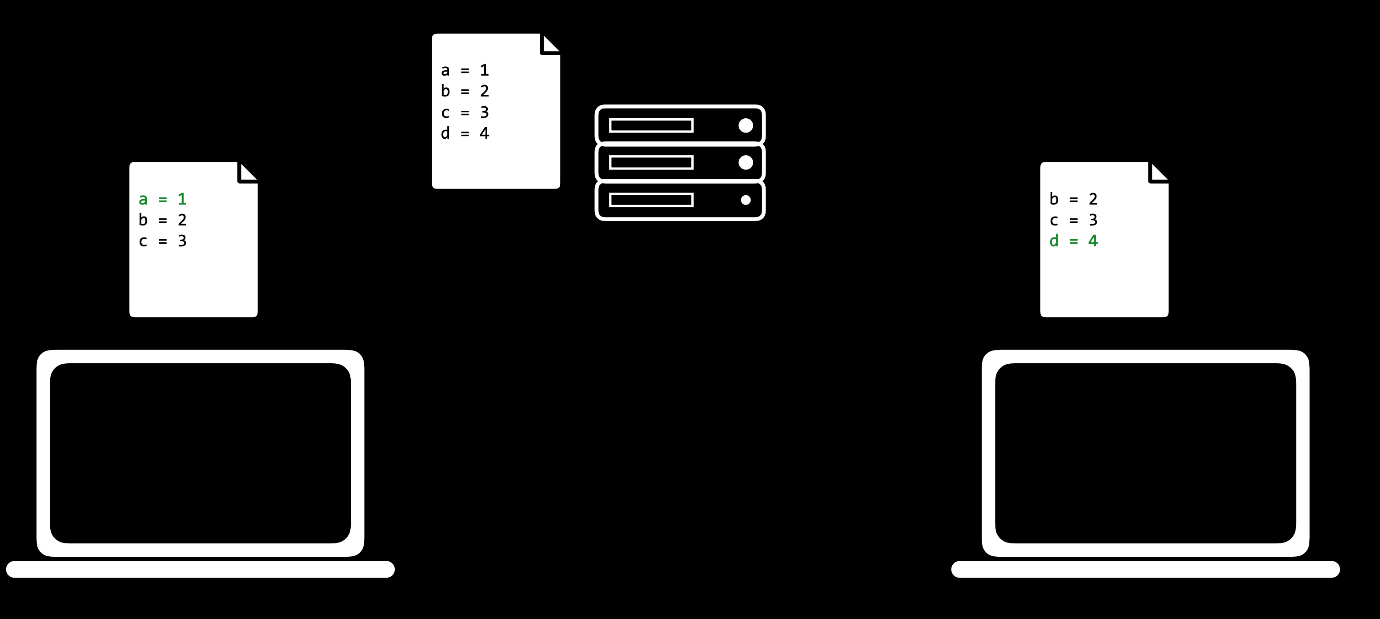 a = 1
b = 2
c = 3
d = 4
a = 1
b = 2
c = 3
b = 2
c = 3
d = 4